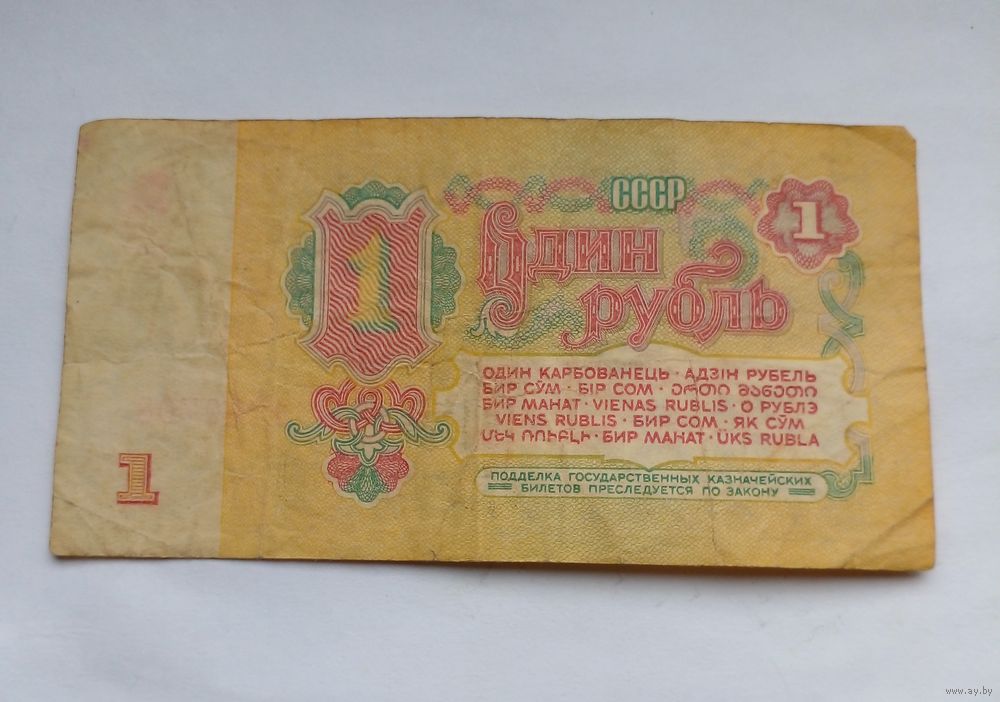 СССР
1
1
Один
рубль
ОДИН КАРБОВАНЕЦЬ · АДЗІН РУБЕЛЬ
БИР СЎМ · БІР СОМ · ერთი მანეთი
БИР МАНАТ · VIENAS RUBLIS · О РУБЛЭ
VIENS RUBLIS · БИР СОМ · ЯК СЎМ
ՄԵԿ ՌՈՒԲԼԻ · БИР МАНАТ · ÜKS RUBLA
1
ПОДДЕЛКА ГОСУДАРСТВЕННЫХ КАЗНАЧЕЙСКИХ
БИЛЕТОВ ПРЕСЛЕДУЕТСЯ ПО ЗАКОНУ
www.ay.by